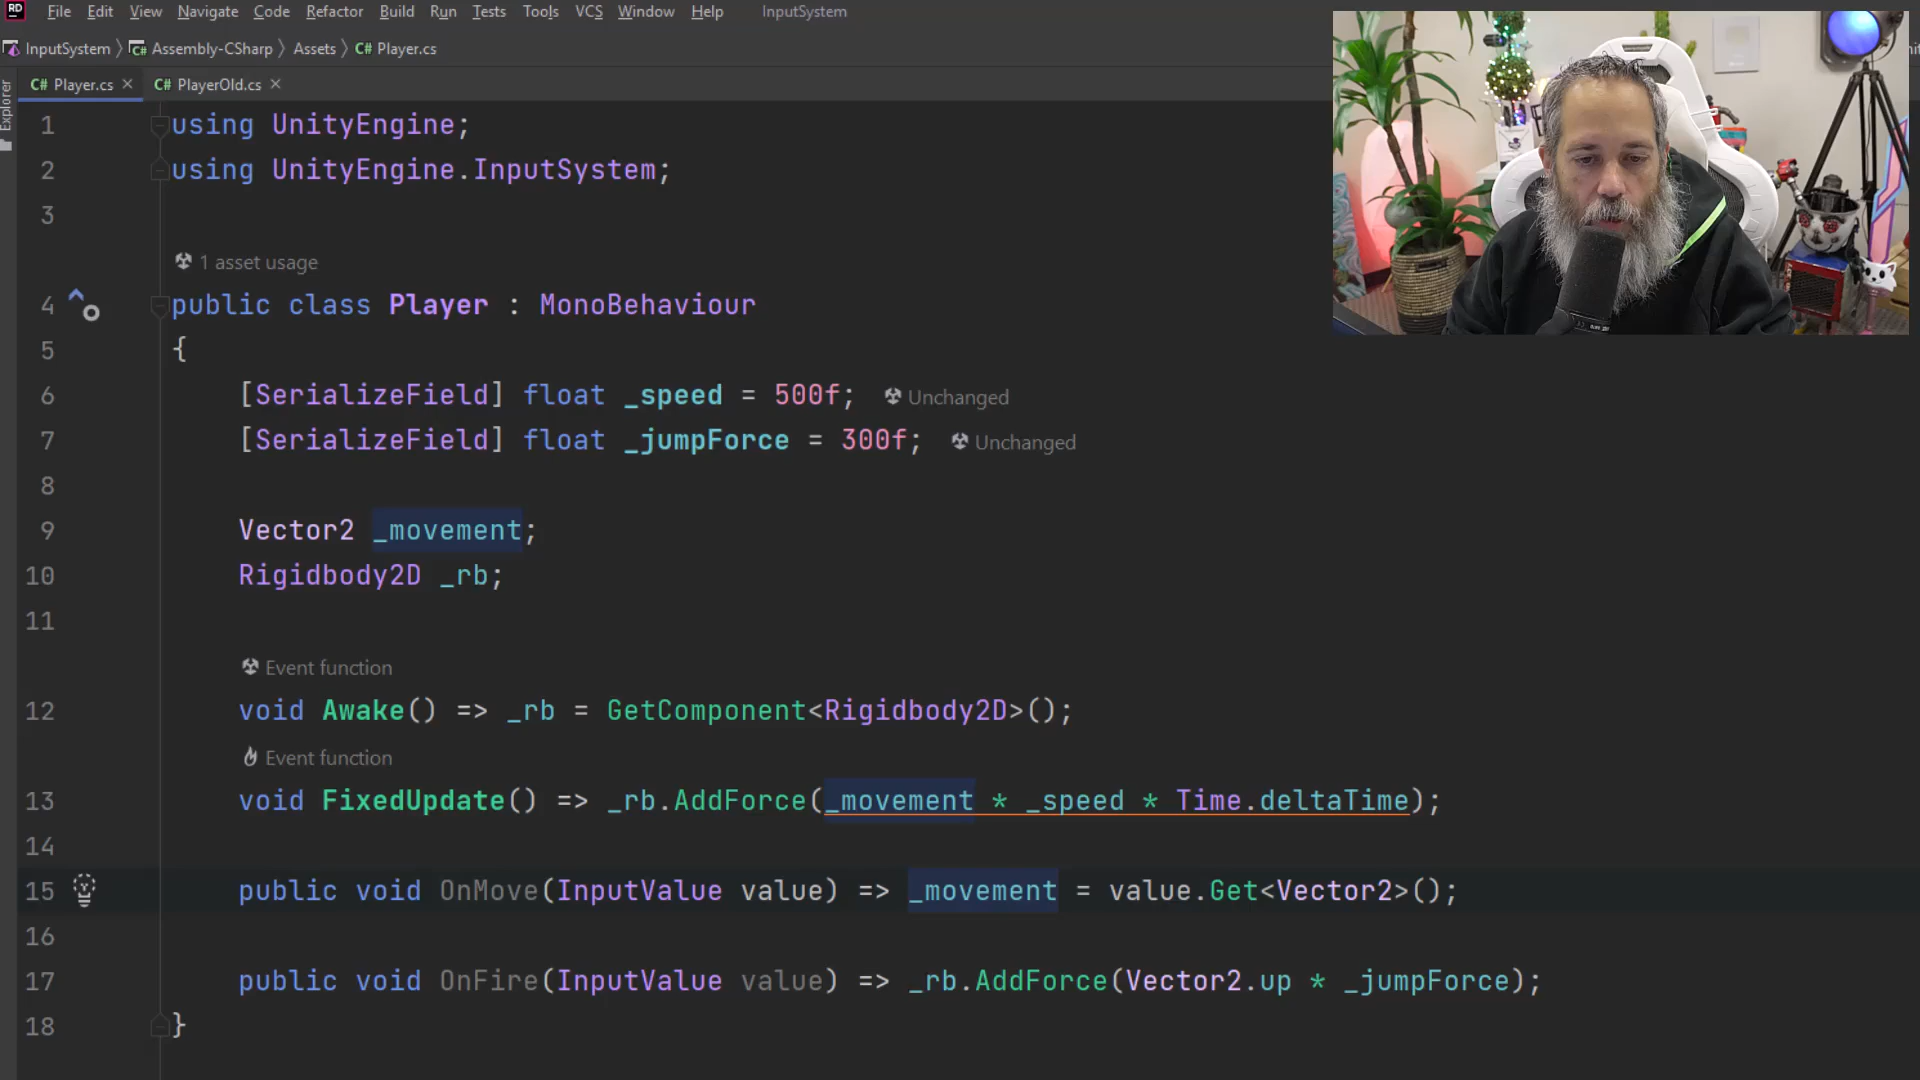 RD File Edit View Navigate Code Refactor Build Run Tests Tools VCS Window Help InputSystem
InputSystem Assembly-CSharp Assets C# Player.cs
C# Player.cs × C# PlayerOld.cs ×
Explorer
1 using UnityEngine;
2 using UnityEngine.InputSystem;
3
1 asset usage
4 public class Player : MonoBehaviour
5 {
6 [SerializeField] float _speed = 500f; Unchanged
7 [SerializeField] float _jumpForce = 300f; Unchanged
8
9 Vector2 _movement;
10 Rigidbody2D _rb;
11
Event function
12 void Awake() => _rb = GetComponent<Rigidbody2D>();
Event function
13 void FixedUpdate() => _rb.AddForce(_movement * _speed * Time.deltaTime);
14
15 public void OnMove(InputValue value) => _movement = value.Get<Vector2>();
16
17 public void OnFire(InputValue value) => _rb.AddForce(Vector2.up * _jumpForce);
18 }